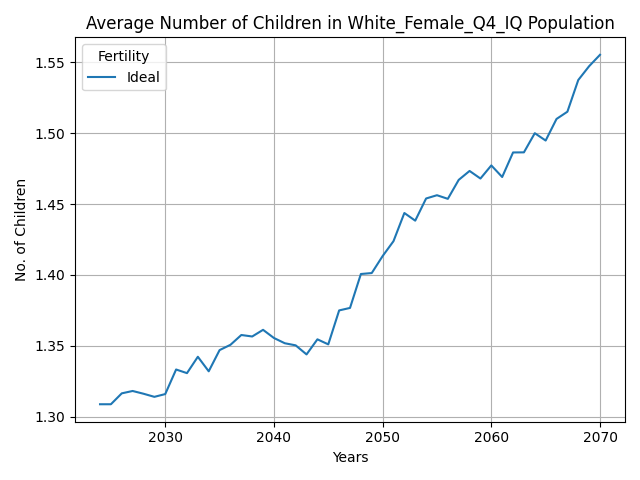 Average Number of Children in White_Female_Q4_IQ Population
Fertility
Ideal
No. of Children
1.55
1.50
1.45
1.40
1.35
1.30
2030 2040 2050 2060 2070
Years